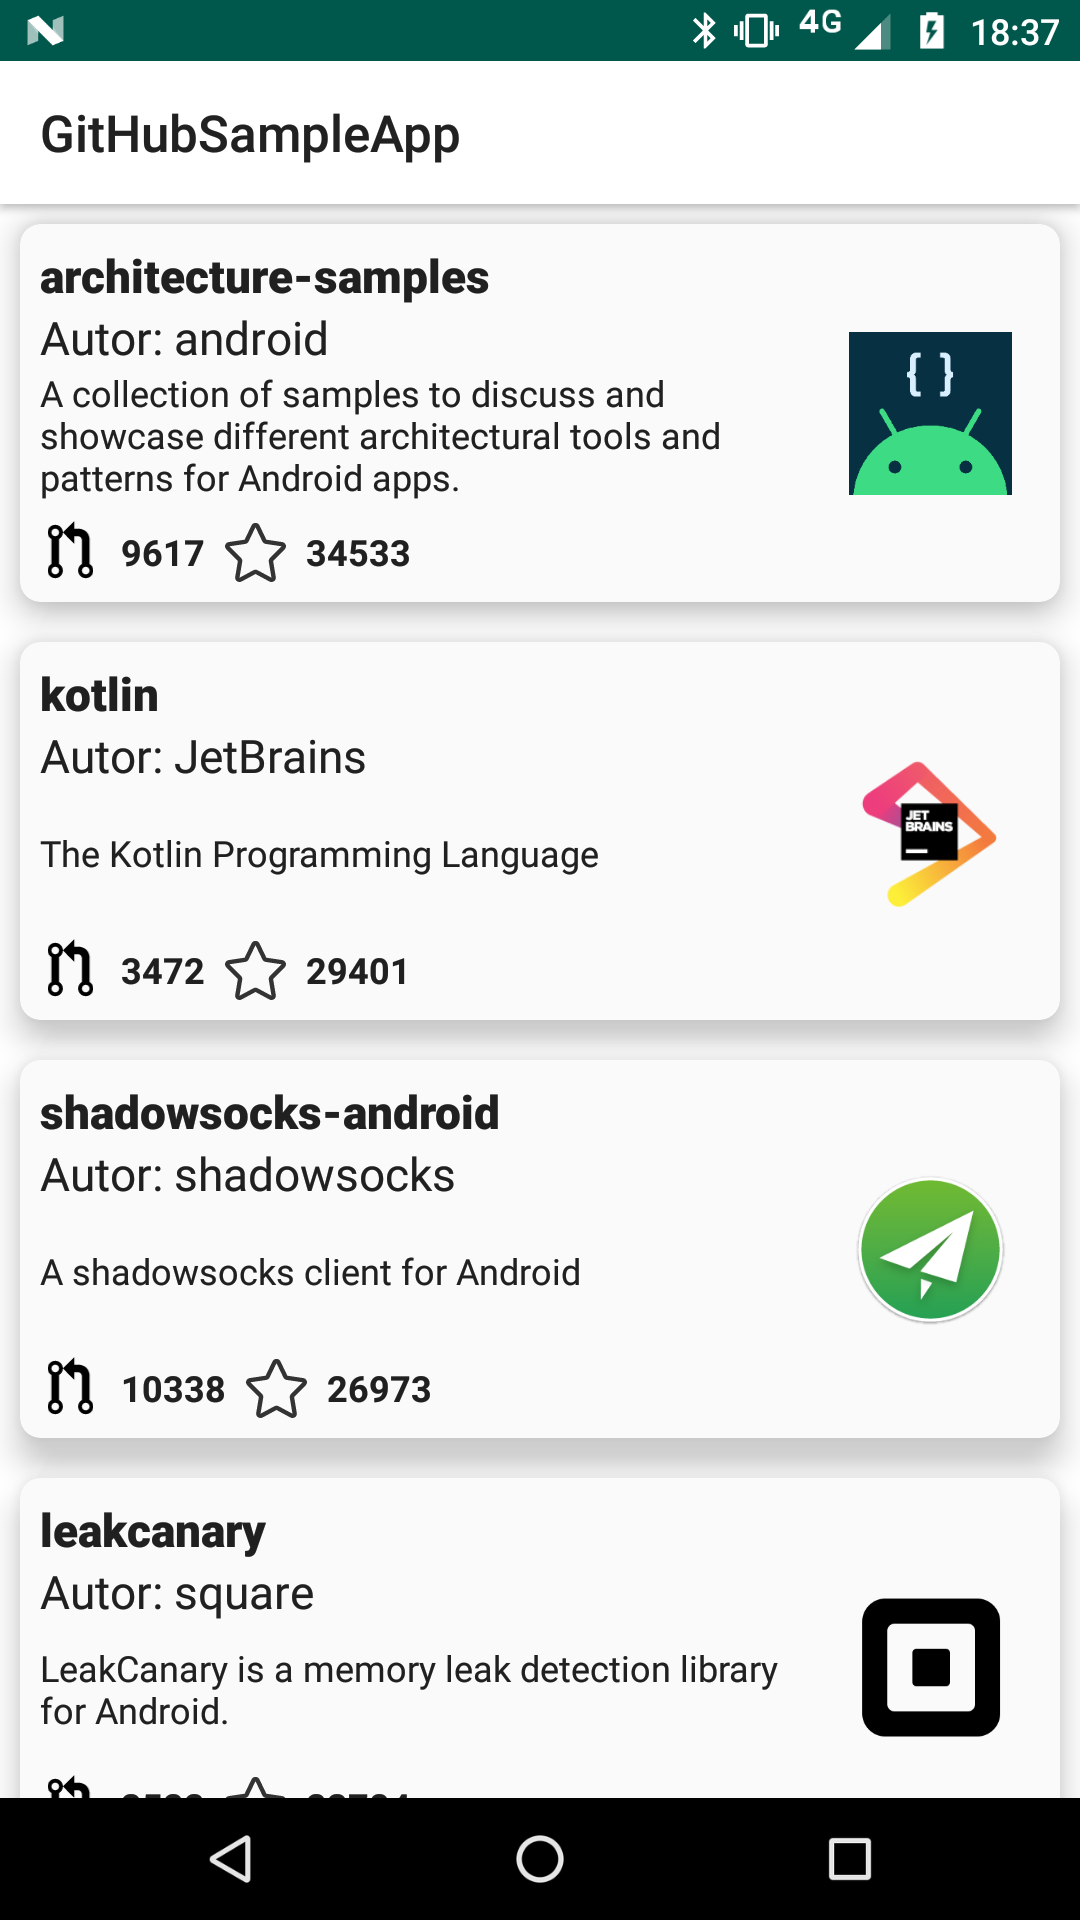 4G 18:37
GitHubSampleApp
architecture-samples
Autor: android
{ }
A collection of samples to discuss and
showcase different architectural tools and
patterns for Android apps.
9617 34533
kotlin
Autor: JetBrains
JET
BRAINS
The Kotlin Programming Language
3472 29401
shadowsocks-android
Autor: shadowsocks
A shadowsocks client for Android
10338 26973
leakcanary
Autor: square
LeakCanary is a memory leak detection library
for Android.